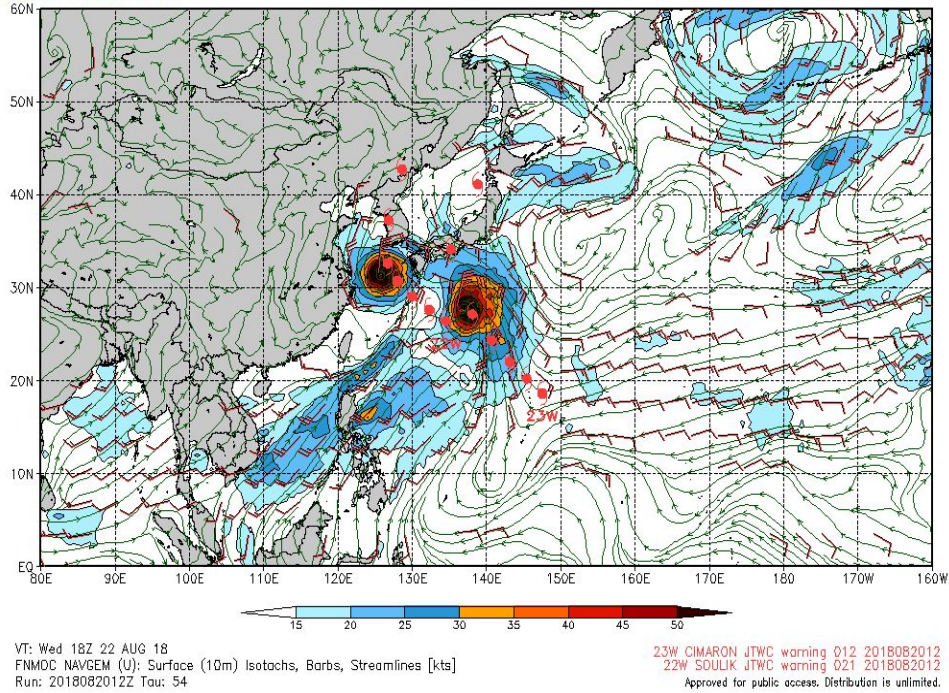 60N
50N
40N
30N
20N
10N
EQ
22W
23W
80E 90E 100E 110E 120E 130E 140E 150E 160E 170E 180 170W 160W
15 20 25 30 35 40 45 50
VT: Wed 18Z 22 AUG 18
FNMOC NAVGEM (U): Surface (10m) Isotachs, Barbs, Streamlines [kts]
Run: 2018082012Z Tau: 54
23W CIMARON JTWC warning 012 2018082012
22W SOULIK JTWC warning 021 2018082012
Approved for public access. Distribution is unlimited.